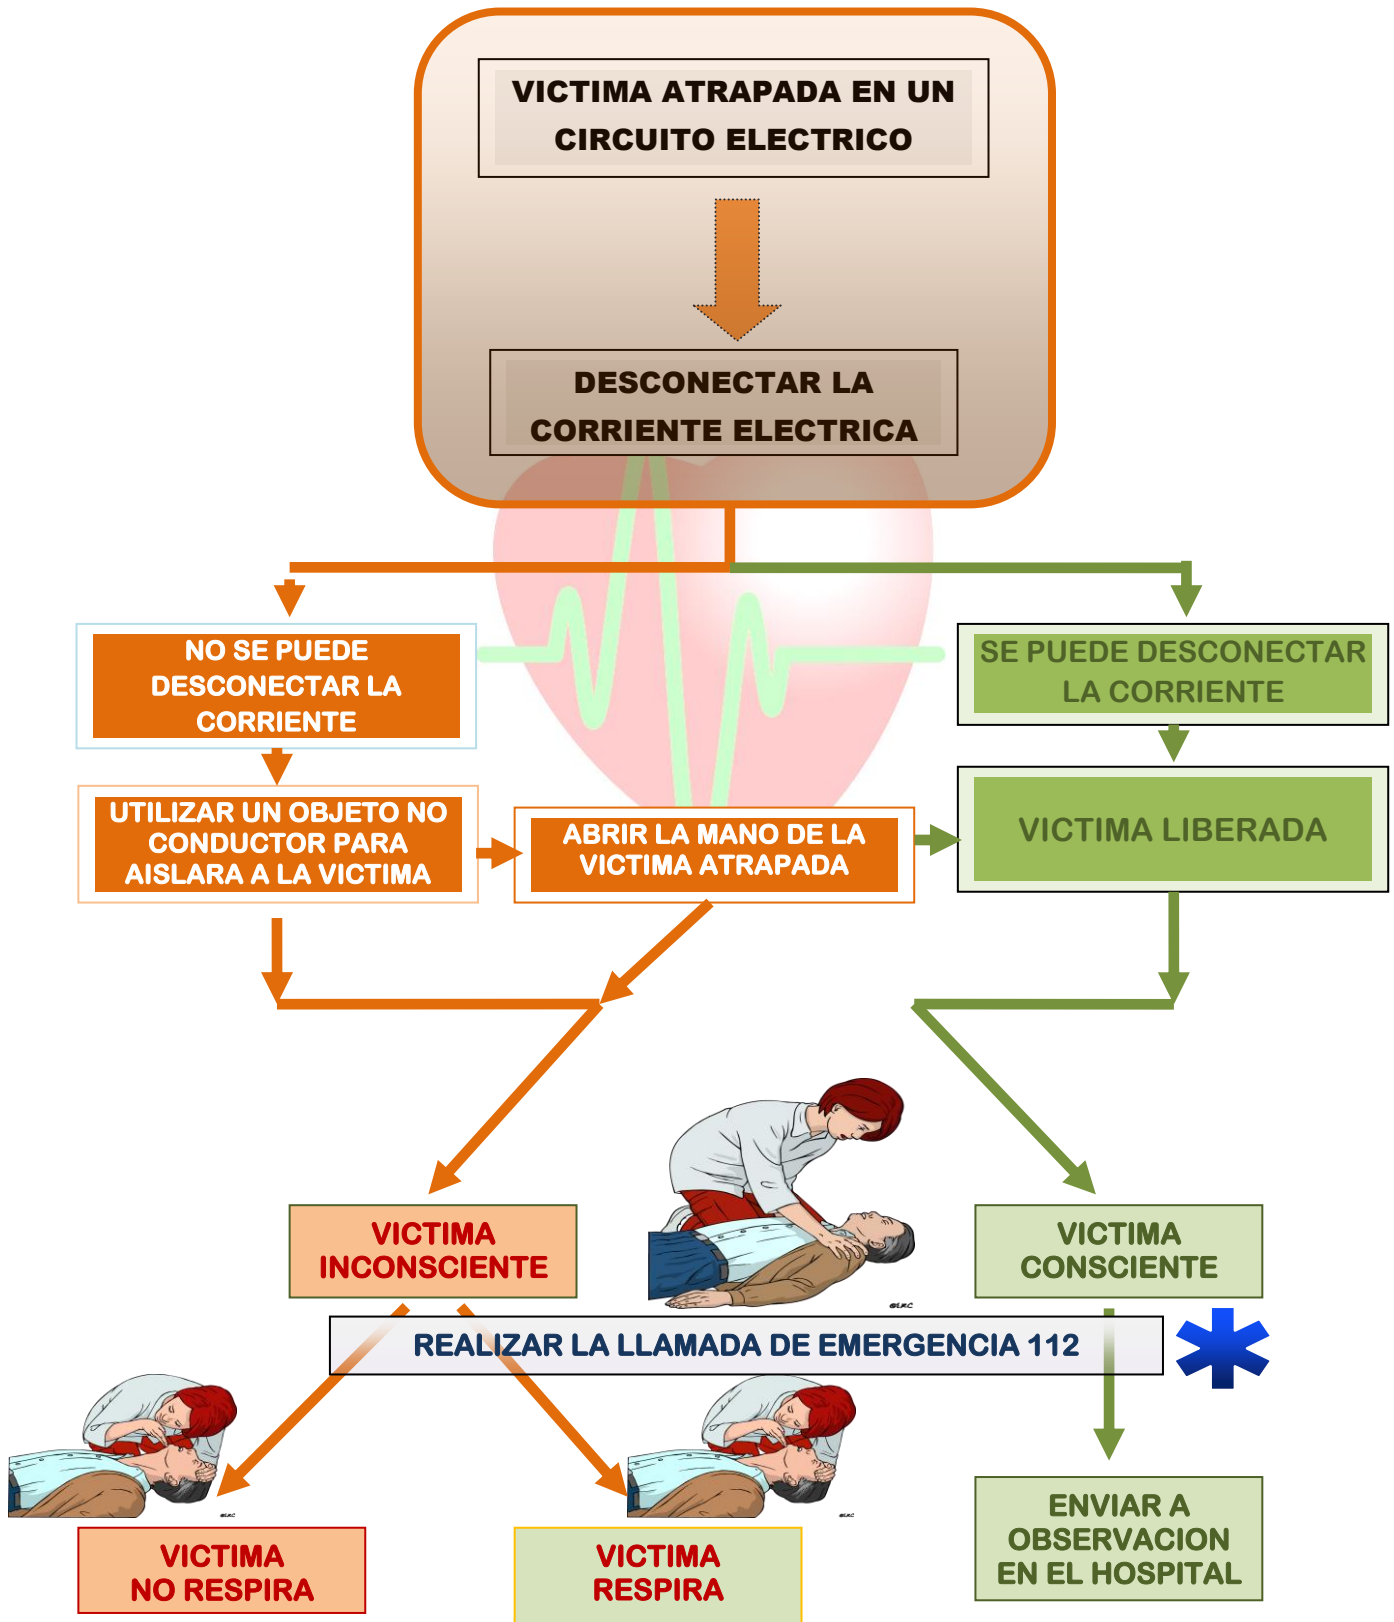 VICTIMA ATRAPADA EN UN
CIRCUITO ELECTRICO
DESCONECTAR LA
CORRIENTE ELECTRICA
NO SE PUEDE
DESCONECTAR LA
CORRIENTE
SE PUEDE DESCONECTAR
LA CORRIENTE
UTILIZAR UN OBJETO NO
CONDUCTOR PARA
AISLARA A LA VICTIMA
ABRIR LA MANO DE LA
VICTIMA ATRAPADA
VICTIMA LIBERADA
VICTIMA
INCONSCIENTE
VICTIMA
CONSCIENTE
@LRC
REALIZAR LA LLAMADA DE EMERGENCIA 112
@LRC
@LRC
VICTIMA
NO RESPIRA
VICTIMA
RESPIRA
ENVIAR A
OBSERVACION
EN EL HOSPITAL